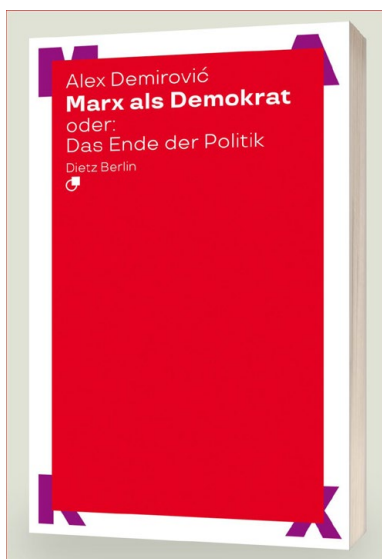 M A
Alex Demirović
Marx als Demokrat
oder:
Das Ende der Politik
Dietz Berlin
R X